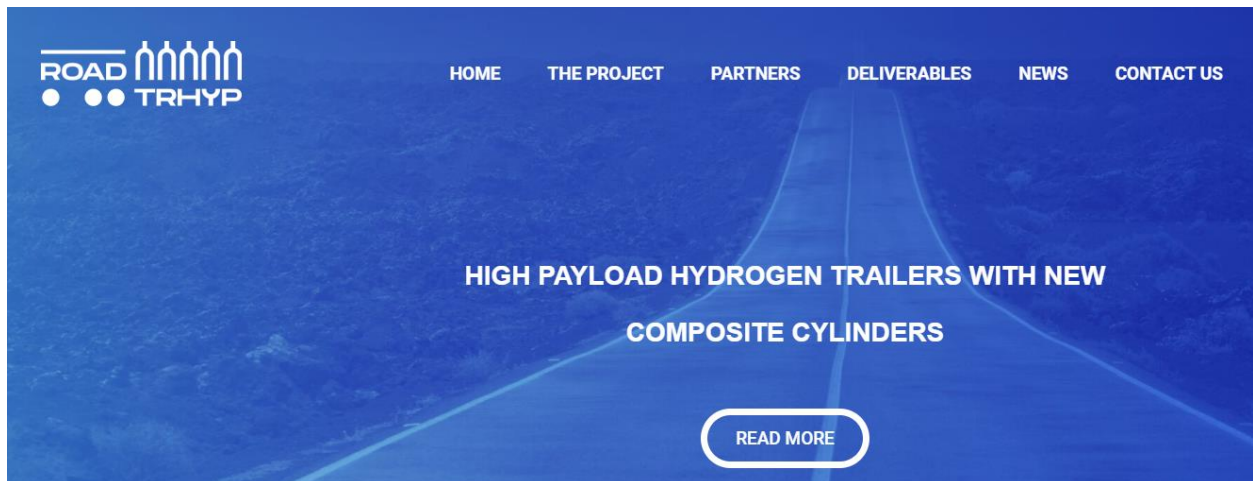 ROAD
TRHYP
HOME THE PROJECT PARTNERS DELIVERABLES NEWS CONTACT US
HIGH PAYLOAD HYDROGEN TRAILERS WITH NEW
COMPOSITE CYLINDERS
READ MORE